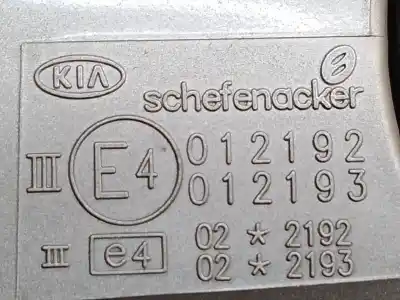 KIA
schefenacker
III E4 012192
012193
III e4 02 * 2192
02 * 2193